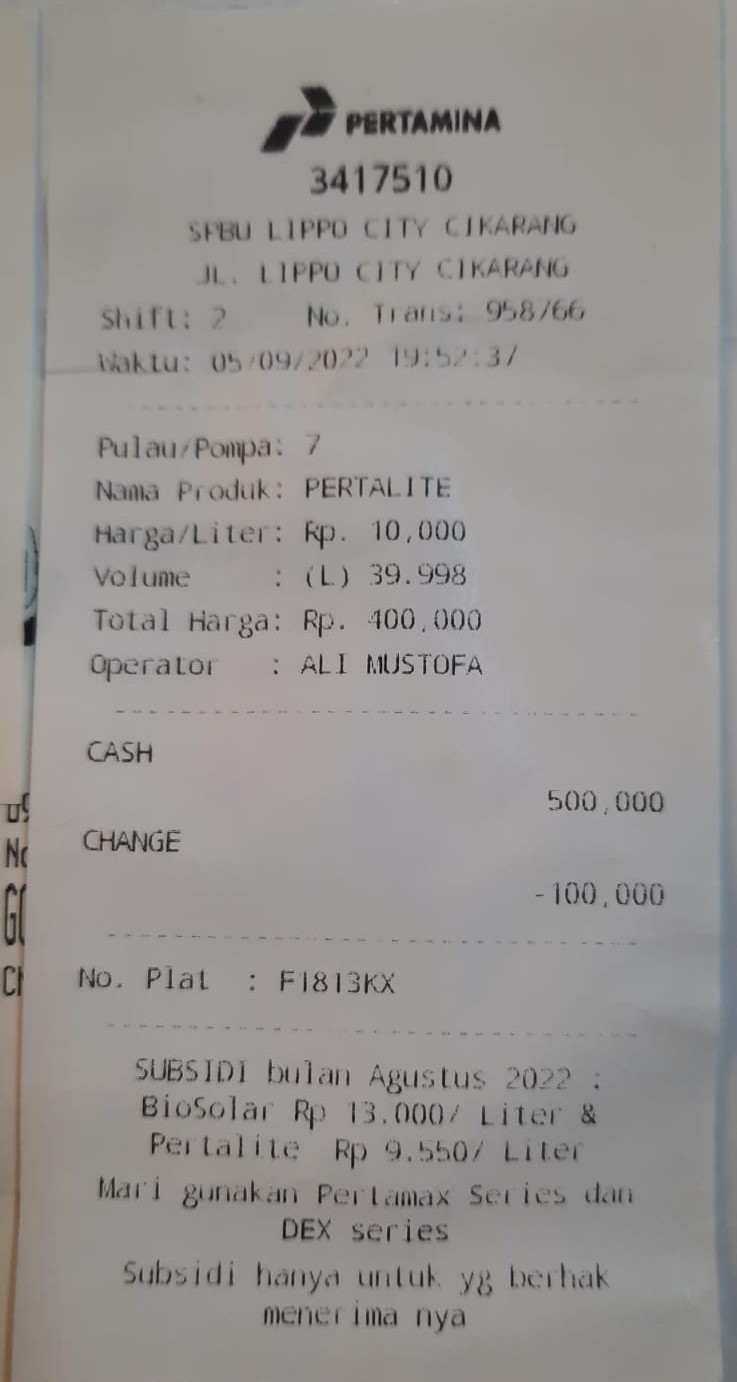 PERTAMINA
3417510
SPBU LIPPO CITY CIKARANG
JL. LIPPO CITY CIKARANG
Shift: 2 No. Trans: 958766
Waktu: 05/09/2022 19:52:37
Pulau/Pompa: 7
Nama Produk: PERTALITE
Harga/Liter: Rp. 10,000
Volume : (L) 39.998
Total Harga: Rp. 400,000
Operator : ALI MUSTOFA
CASH
500,000
CHANGE
-100,000
No. Plat : F1813KX
SUBSIDI bulan Agustus 2022 :
BioSolar Rp 13.000/ Liter &
Pertalite Rp 9.550/ Liter
Mari gunakan Pertamax Series dan
DEX series
Subsidi hanya untuk yg berhak
menerima nya